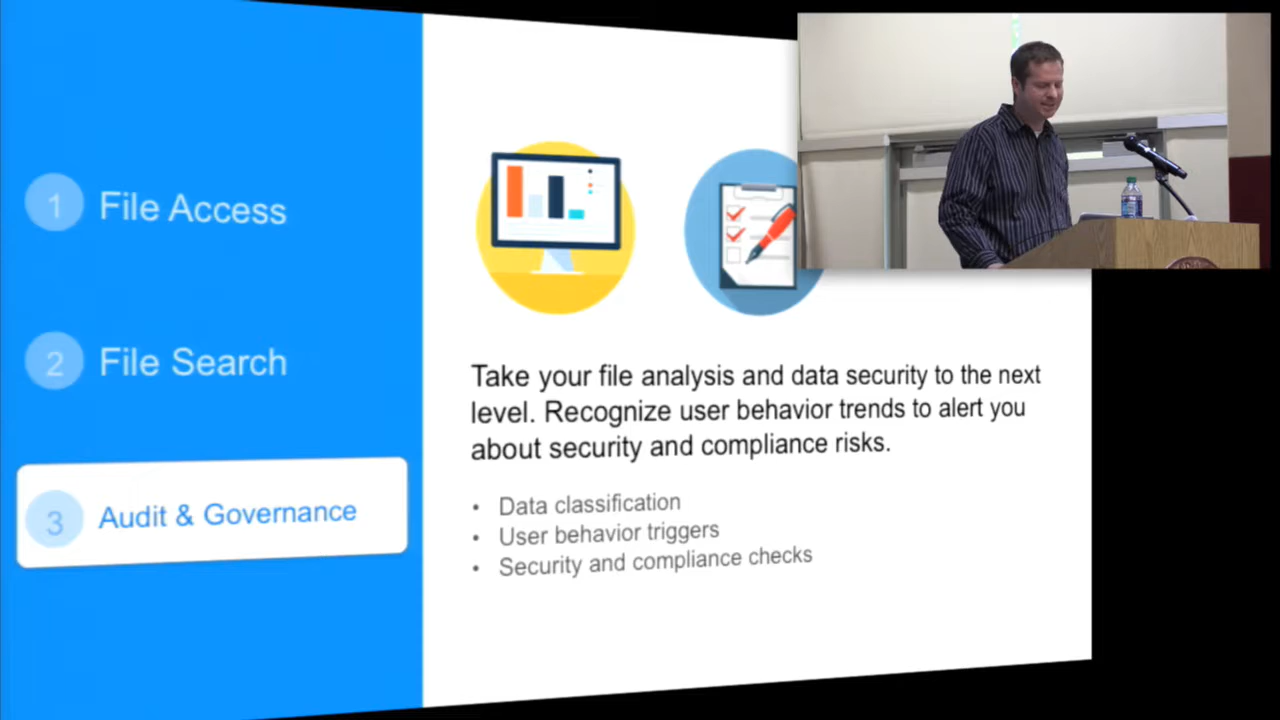 1 File Access
2 File Search
3 Audit & Governance
Take your file analysis and data security to the next
level. Recognize user behavior trends to alert you
about security and compliance risks.
• Data classification
• User behavior triggers
• Security and compliance checks